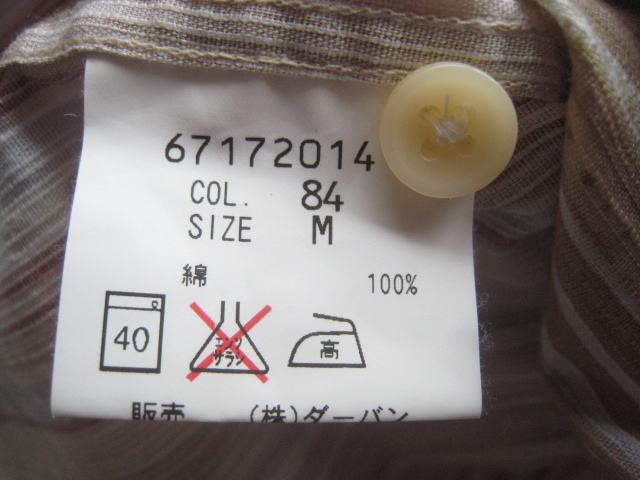 67172014
COL. 84
SIZE M
綿 100%
40
エンソ
サラシ
高
販売 (株)ダーバン